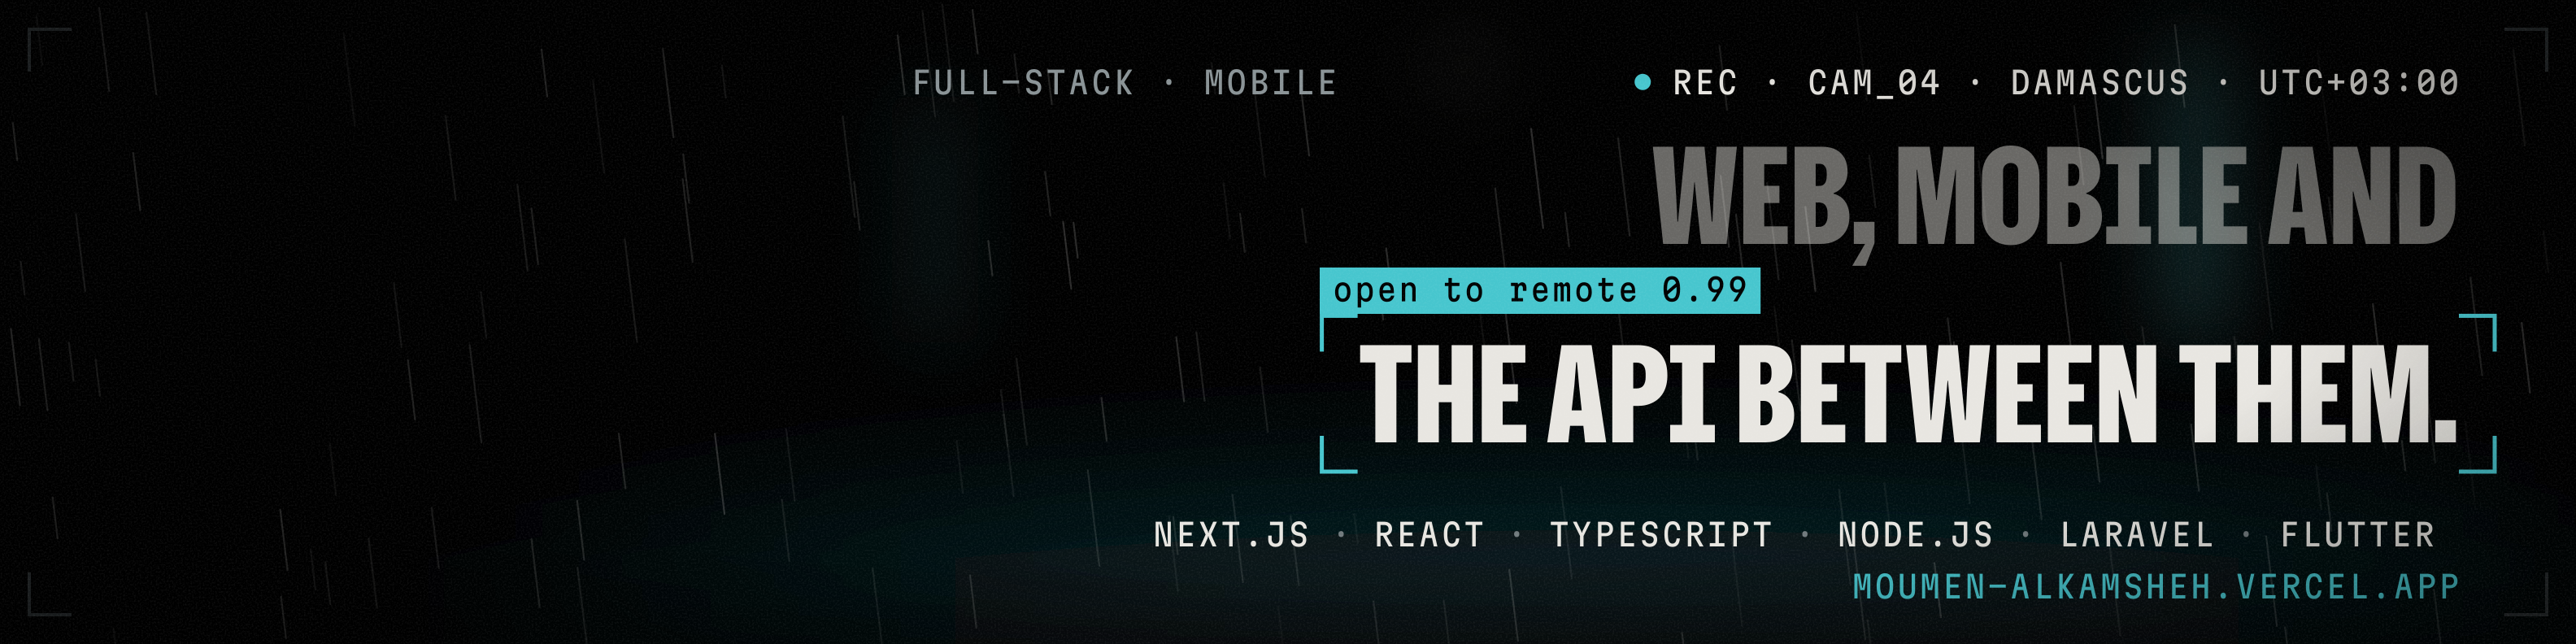 FULL-STACK · MOBILE
REC · CAM_04 · DAMASCUS · UTC+03:00
WEB, MOBILE AND
open to remote 0.99
THE API BETWEEN THEM.
NEXT.JS · REACT · TYPESCRIPT · NODE.JS · LARAVEL · FLUTTER
MOUMEN-ALKAMSHEH.VERCEL.APP